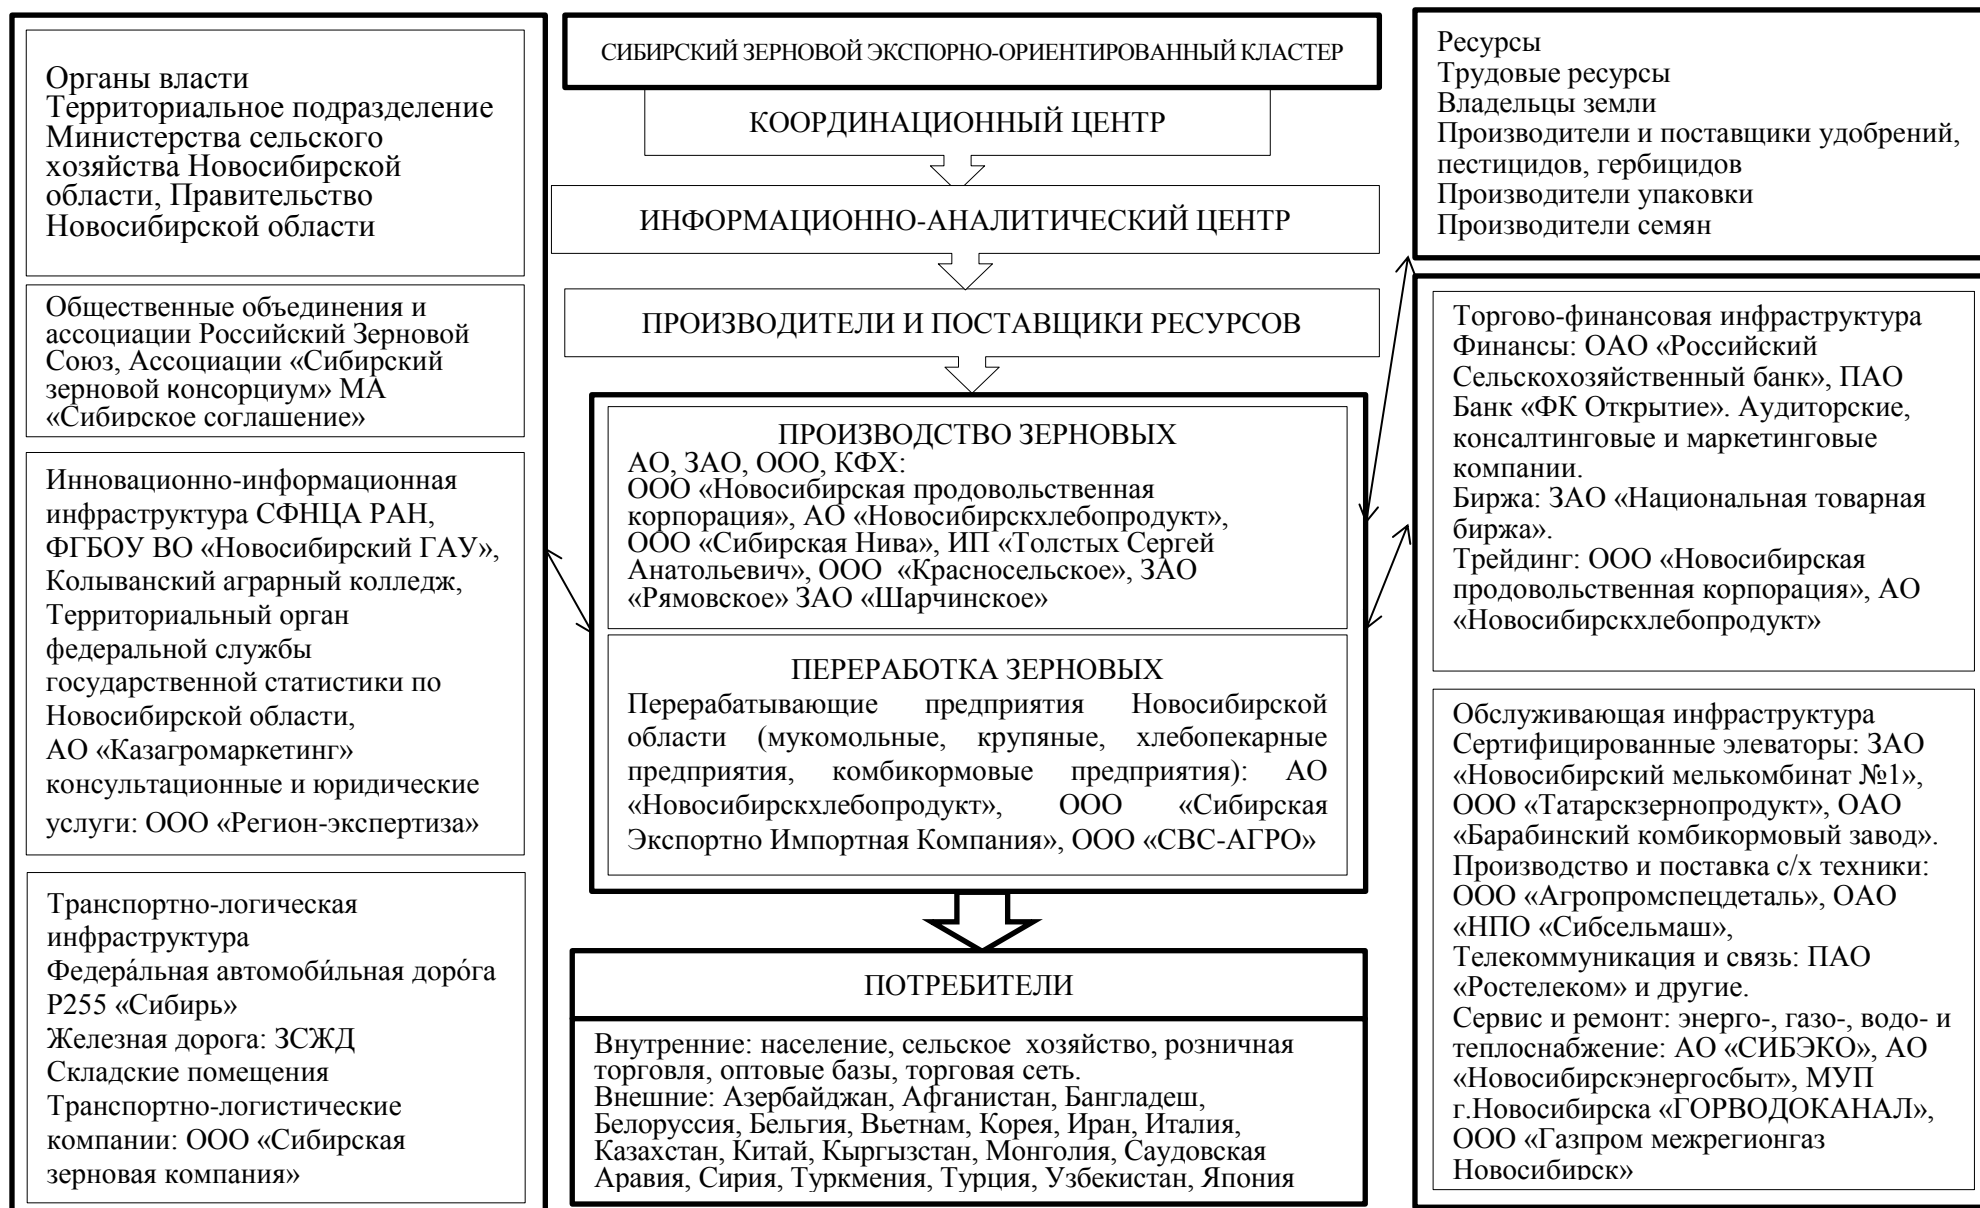 Органы власти
Территориальное подразделение
Министерства сельского
хозяйства Новосибирской
области, Правительство
Новосибирской области
Общественные объединения и
ассоциации Российский Зерновой
Союз, Ассоциации «Сибирский
зерновой консорциум» МА
«Сибирское соглашение»
Инновационно-информационная
инфраструктура СФНЦА РАН,
ФГБОУ ВО «Новосибирский ГАУ»,
Колыванский аграрный колледж,
Территориальный орган
федеральной службы
государственной статистики по
Новосибирской области,
АО «Казагромаркетинг»
консультационные и юридические
услуги: ООО «Регион-экспертиза»
Транспортно-логическая
инфраструктура
Федера́льная автомоби́льная доро́га
Р255 «Сибирь»
Железная дорога: ЗСЖД
Складские помещения
Транспортно-логистические
компании: ООО «Сибирская
зерновая компания»
СИБИРСКИЙ ЗЕРНОВОЙ ЭКСПОРНО-ОРИЕНТИРОВАННЫЙ КЛАСТЕР
КООРДИНАЦИОННЫЙ ЦЕНТР
ИНФОРМАЦИОННО-АНАЛИТИЧЕСКИЙ ЦЕНТР
ПРОИЗВОДИТЕЛИ И ПОСТАВЩИКИ РЕСУРСОВ
ПРОИЗВОДСТВО ЗЕРНОВЫХ
АО, ЗАО, ООО, КФХ:
ООО «Новосибирская продовольственная
корпорация», АО «Новосибирскхлебопродукт»,
ООО «Сибирская Нива», ИП «Толстых Сергей
Анатольевич», ООО «Красносельское», ЗАО
«Рямовское» ЗАО «Шарчинское»
ПЕРЕРАБОТКА ЗЕРНОВЫХ
Перерабатывающие предприятия Новосибирской
области (мукомольные, крупяные, хлебопекарные
предприятия, комбикормовые предприятия): АО
«Новосибирскхлебопродукт», ООО «Сибирская
Экспортно Импортная Компания», ООО «СВС-АГРО»
ПОТРЕБИТЕЛИ
Внутренние: население, сельское хозяйство, розничная
торговля, оптовые базы, торговая сеть.
Внешние: Азербайджан, Афганистан, Бангладеш,
Белоруссия, Бельгия, Вьетнам, Корея, Иран, Италия,
Казахстан, Китай, Кыргызстан, Монголия, Саудовская
Аравия, Сирия, Туркмения, Турция, Узбекистан, Япония
Ресурсы
Трудовые ресурсы
Владельцы земли
Производители и поставщики удобрений,
пестицидов, гербицидов
Производители упаковки
Производители семян
Торгово-финансовая инфраструктура
Финансы: ОАО «Российский
Сельскохозяйственный банк», ПАО
Банк «ФК Открытие». Аудиторские,
консалтинговые и маркетинговые
компании.
Биржа: ЗАО «Национальная товарная
биржа».
Трейдинг: ООО «Новосибирская
продовольственная корпорация», АО
«Новосибирскхлебопродукт»
Обслуживающая инфраструктура
Сертифицированные элеваторы: ЗАО
«Новосибирский мелькомбинат №1»,
ООО «Татарскзернопродукт», ОАО
«Барабинский комбикормовый завод».
Производство и поставка с/х техники:
ООО «Агропромспецдеталь», ОАО
«НПО «Сибсельмаш»,
Телекоммуникация и связь: ПАО
«Ростелеком» и другие.
Сервис и ремонт: энерго-, газо-, водо- и
теплоснабжение: АО «СИБЭКО», АО
«Новосибирскэнергосбыт», МУП
г.Новосибирска «ГОРВОДОКАНАЛ»,
ООО «Газпром межрегионгаз
Новосибирск»